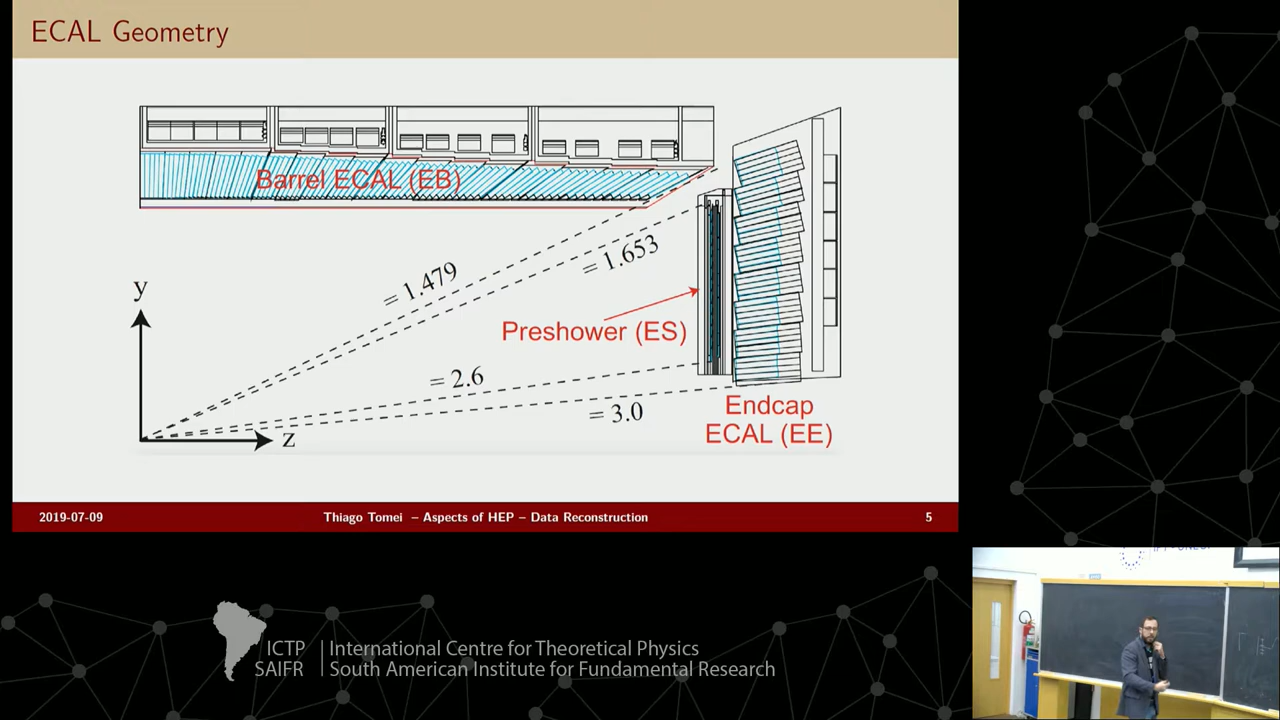 ECAL Geometry
Barrel ECAL (EB)
= 1.479
= 1.653
y
Preshower (ES)
= 2.6
= 3.0
Endcap
ECAL (EE)
z
2019-07-09
Thiago Tomei – Aspects of HEP – Data Reconstruction
5
ICTP
SAIFR
International Centre for Theoretical Physics
South American Institute for Fundamental Research